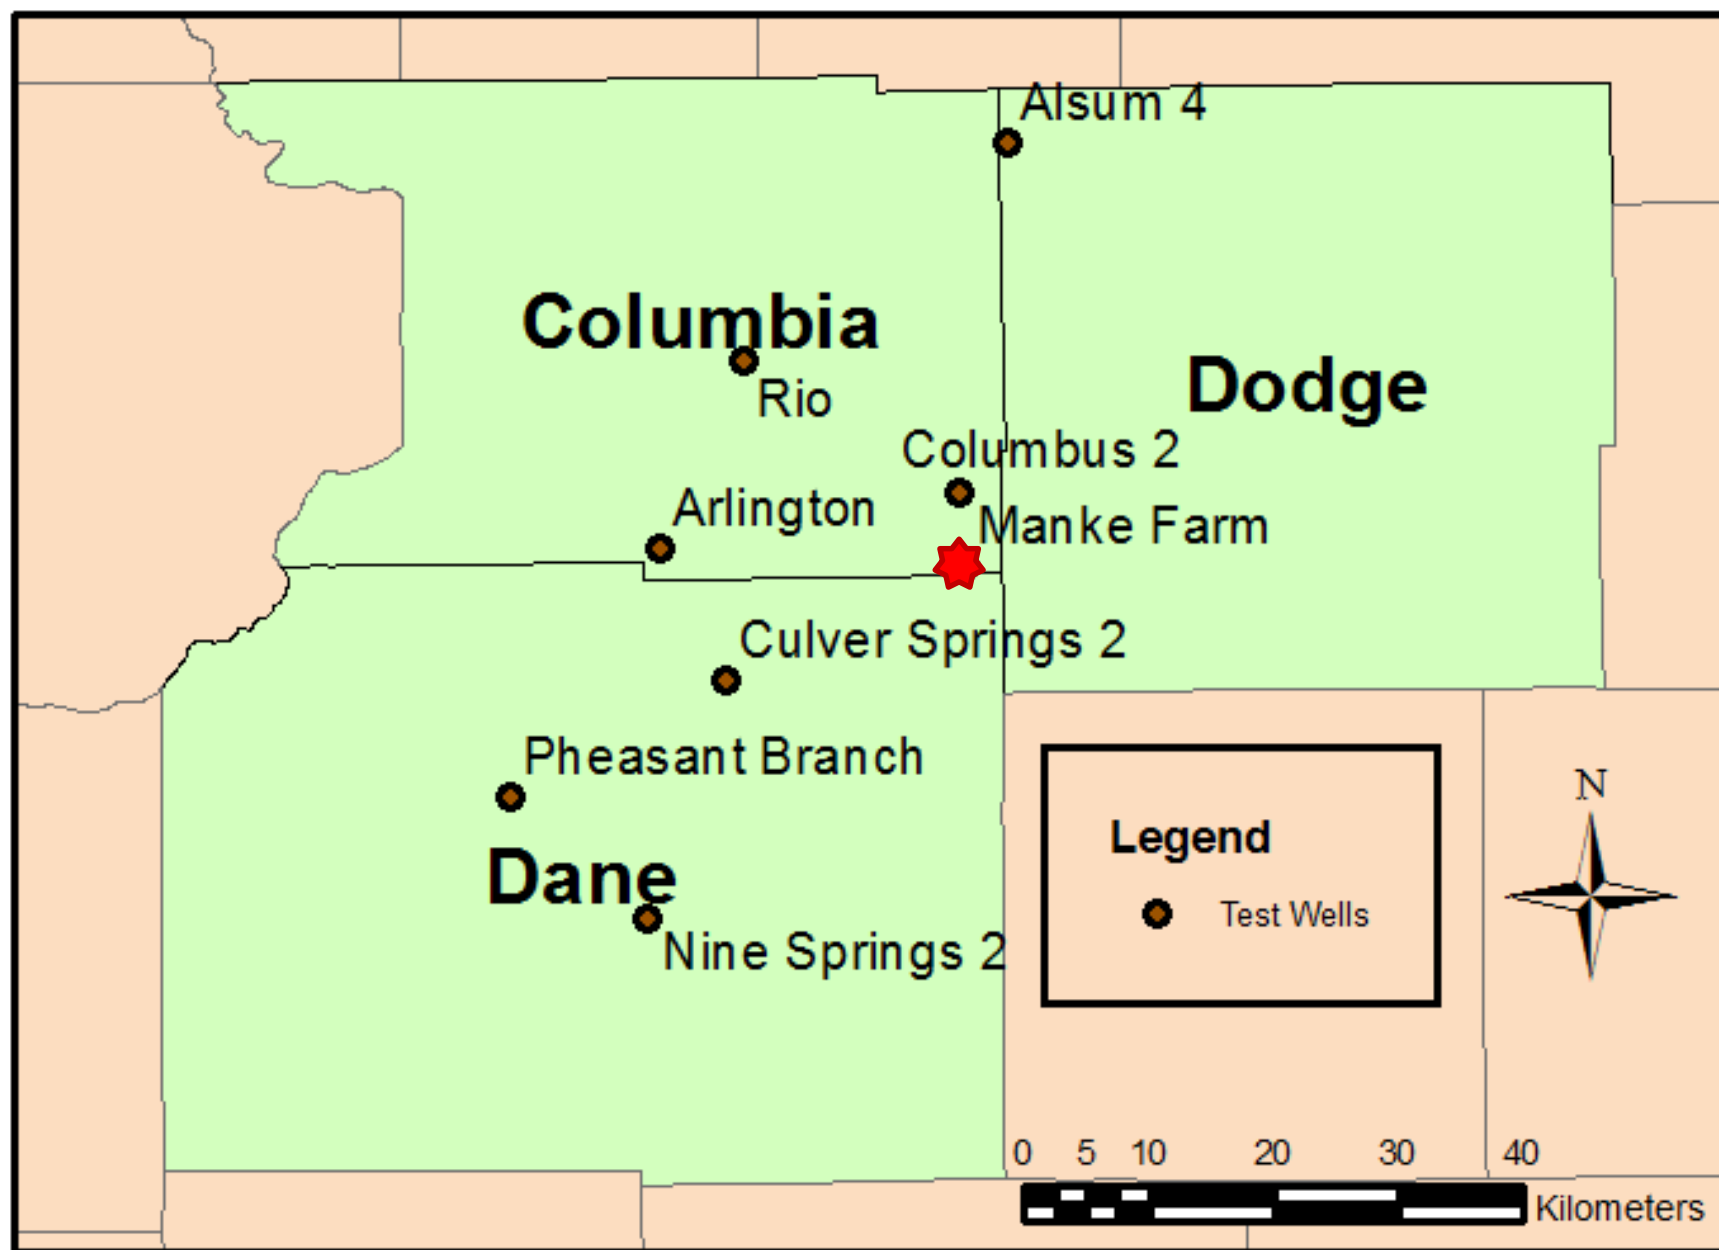 Alsum 4
Columbia
Rio
Dodge
Columbus 2
Arlington
Manke Farm
Culver Springs 2
Pheasant Branch
Dane
Nine Springs 2
Legend
Test Wells
N
0 5 10 20 30 40
Kilometers